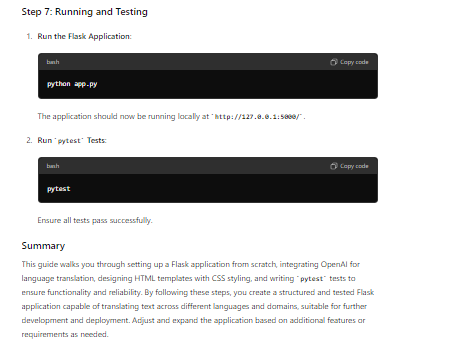 Step 7: Running and Testing
1. Run the Flask Application:
bash
Copy code
python app.py
The application should now be running locally at `http://127.0.0.1:5000/`.
2. Run `pytest` Tests:
bash
Copy code
pytest
Ensure all tests pass successfully.
Summary
This guide walks you through setting up a Flask application from scratch, integrating OpenAI for
language translation, designing HTML templates with CSS styling, and writing `pytest` tests to
ensure functionality and reliability. By following these steps, you create a structured and tested Flask
application capable of translating text across different languages and domains, suitable for further
development and deployment. Adjust and expand the application based on additional features or
requirements as needed.